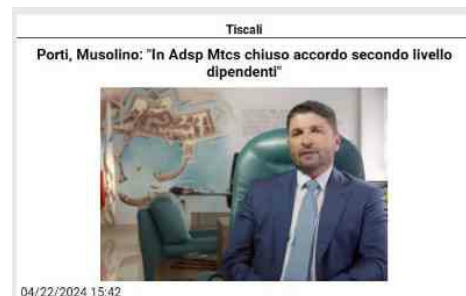 Tiscali
Porti, Musolino: "In Adsp Mtcs chiuso accordo secondo livello
dipendenti"
04/22/2024 15:42